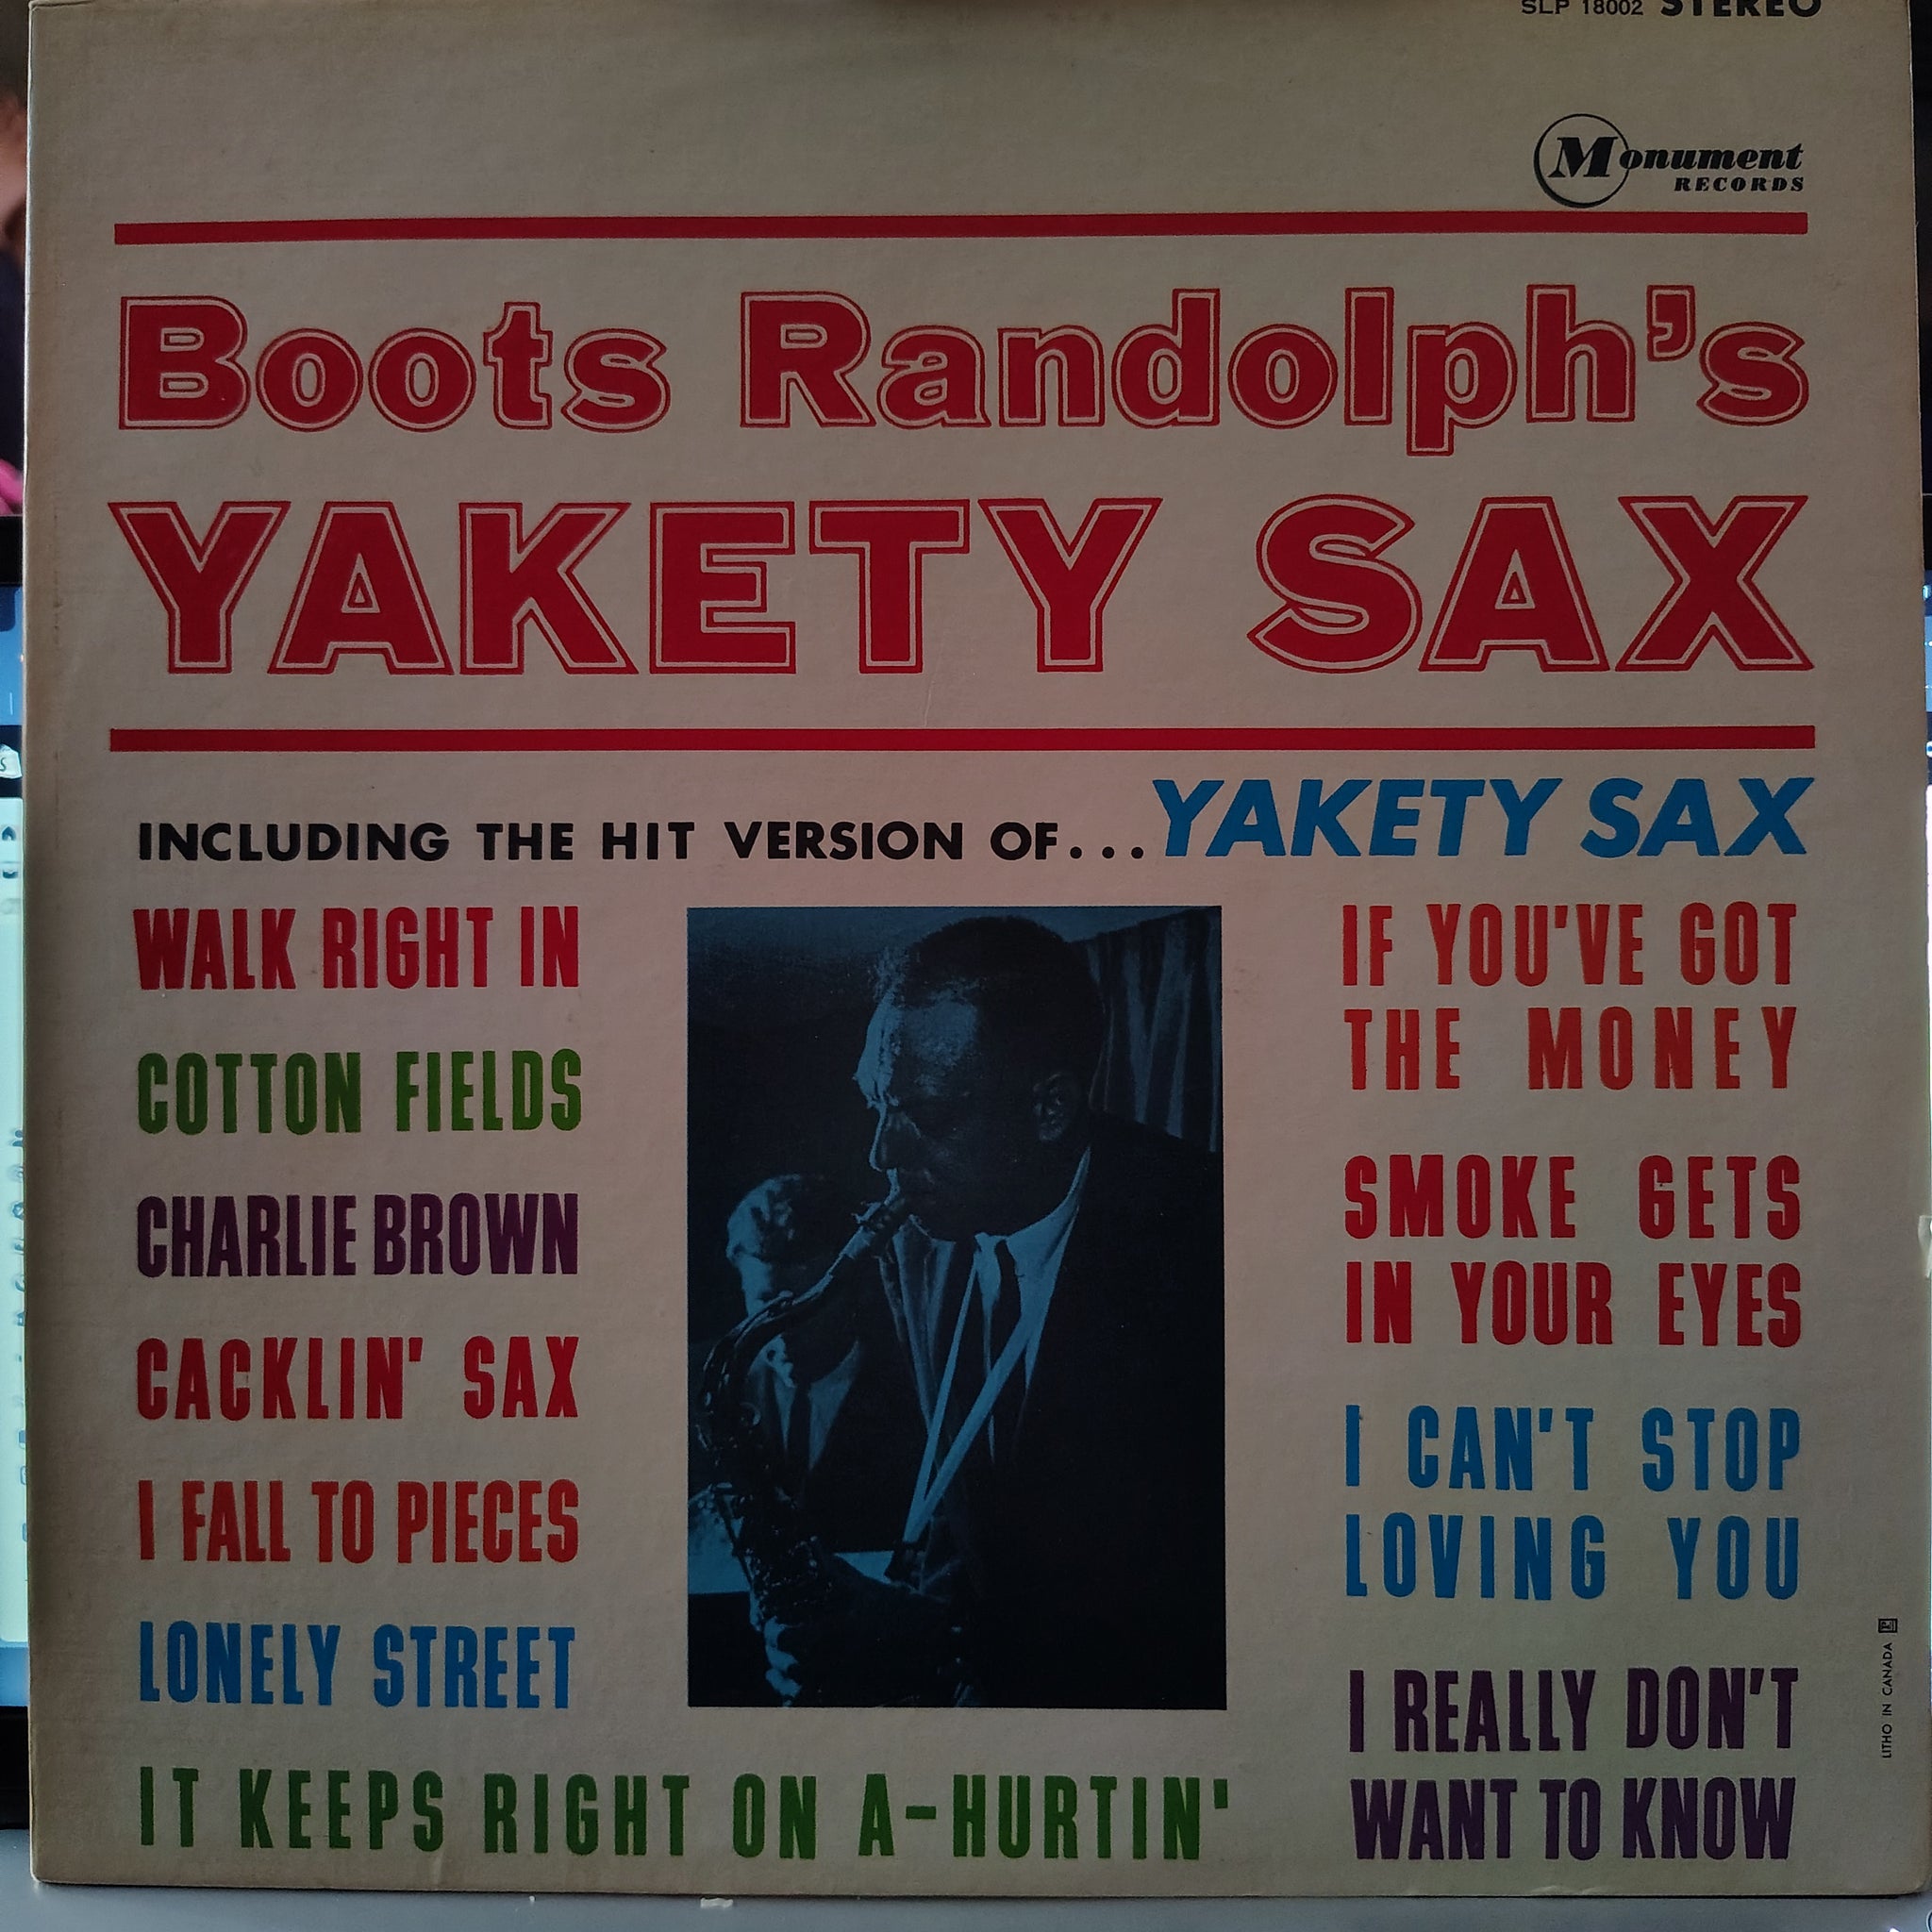 SLP 18002 STEREO
Monument
RECORDS
Boots Randolph's
YAKETY SAX
INCLUDING THE HIT VERSION OF...YAKETY SAX
WALK RIGHT IN
COTTON FIELDS
CHARLIE BROWN
CACKLIN' SAX
I FALL TO PIECES
LONELY STREET
IT KEEPS RIGHT ON A-HURTIN'
IF YOU'VE GOT
THE MONEY
SMOKE GETS
IN YOUR EYES
I CAN'T STOP
LOVING YOU
I REALLY DON'T
WANT TO KNOW
LITHO IN CANADA